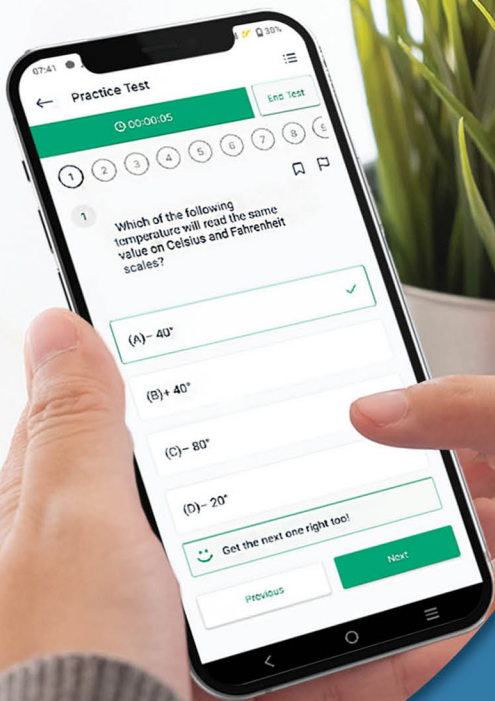 07:41
30%
Practice Test
00:00:05
End Test
1 2 3 4 5 6 7 8
1
Which of the following
temperature will read the same
value on Celsius and Fahrenheit
scales?
(A)– 40°
(B)+ 40°
(C)– 80°
(D)– 20°
Get the next one right too!
Previous
Next